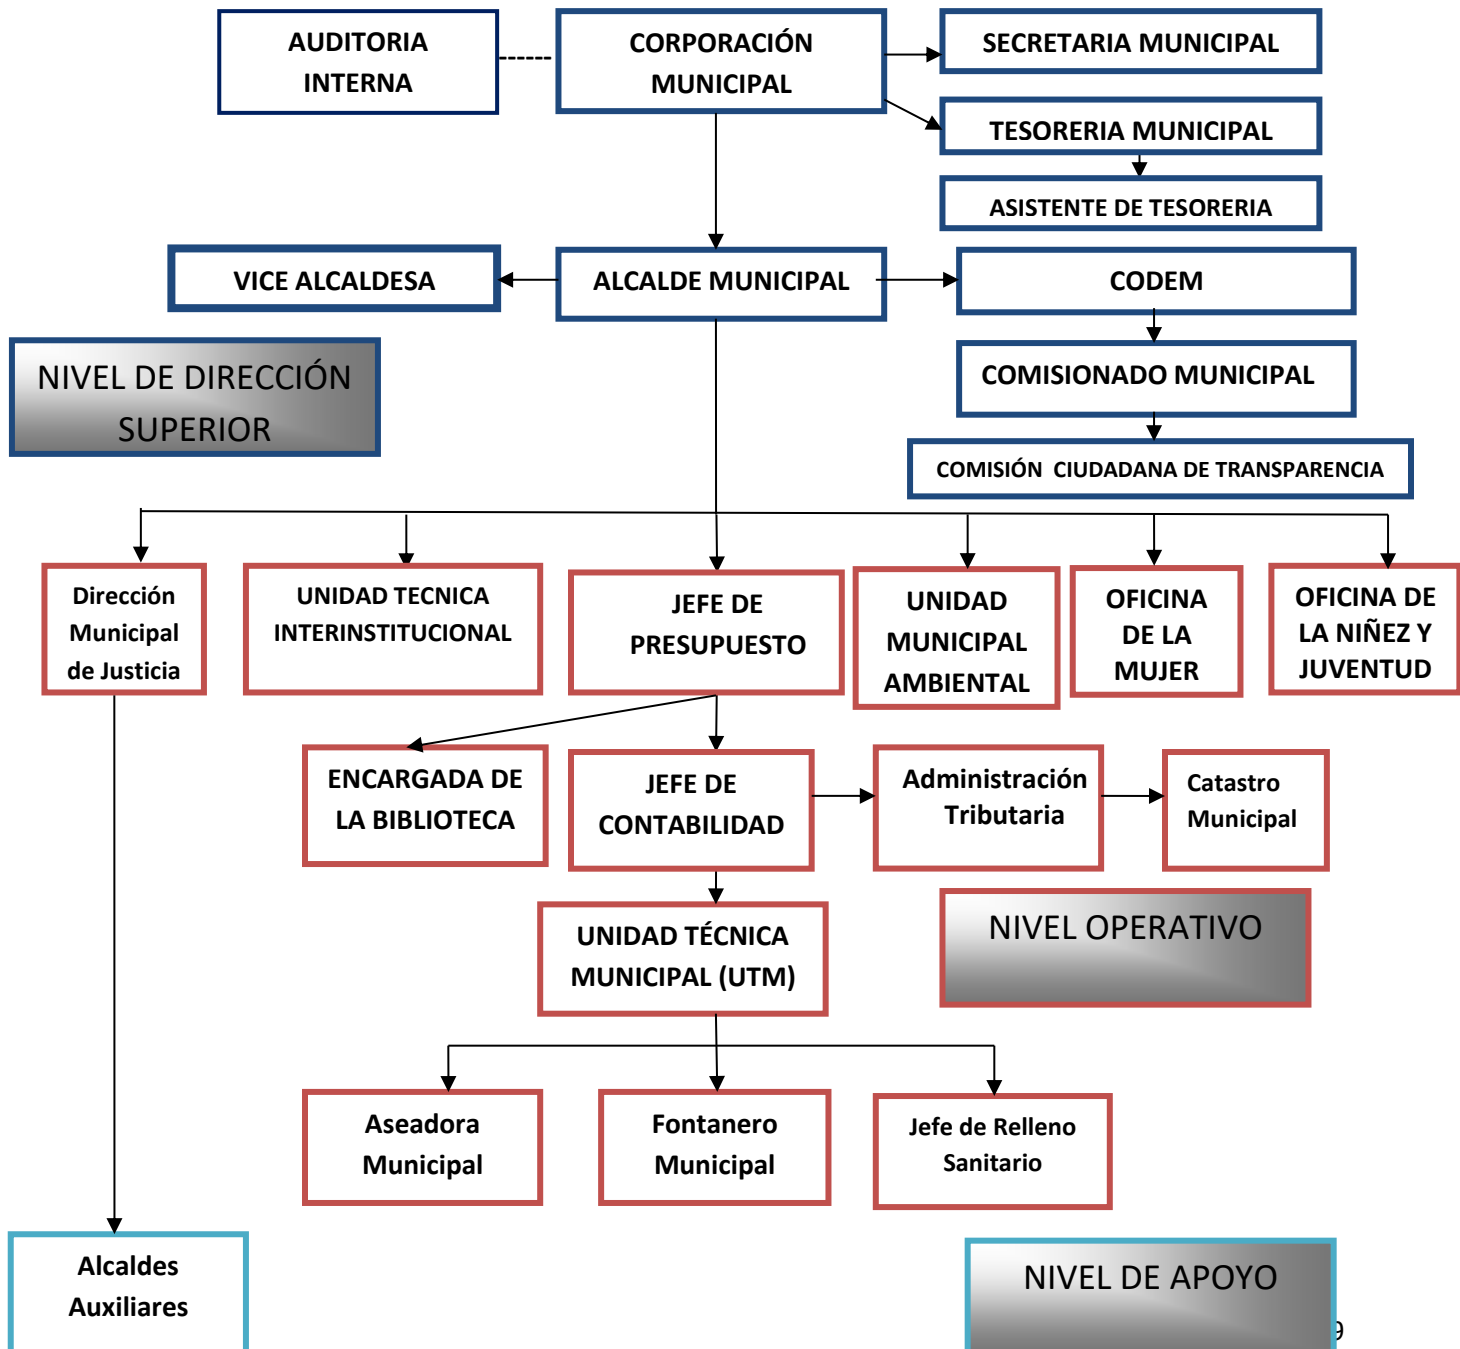 AUDITORIA
INTERNA
CORPORACIÓN
MUNICIPAL
SECRETARIA MUNICIPAL
TESORERIA MUNICIPAL
ASISTENTE DE TESORERIA
VICE ALCALDESA
ALCALDE MUNICIPAL
CODEM
NIVEL DE DIRECCIÓN
SUPERIOR
COMISIONADO MUNICIPAL
COMISIÓN CIUDADANA DE TRANSPARENCIA
Dirección
Municipal
de Justicia
UNIDAD TECNICA
INTERINSTITUCIONAL
JEFE DE
PRESUPUESTO
UNIDAD
MUNICIPAL
AMBIENTAL
OFICINA
DE LA
MUJER
OFICINA DE
LA NIÑEZ Y
JUVENTUD
ENCARGADA DE
LA BIBLIOTECA
JEFE DE
CONTABILIDAD
Administración
Tributaria
Catastro
Municipal
UNIDAD TÉCNICA
MUNICIPAL (UTM)
NIVEL OPERATIVO
Aseadora
Municipal
Fontanero
Municipal
Jefe de Relleno
Sanitario
Alcaldes
Auxiliares
NIVEL DE APOYO
9